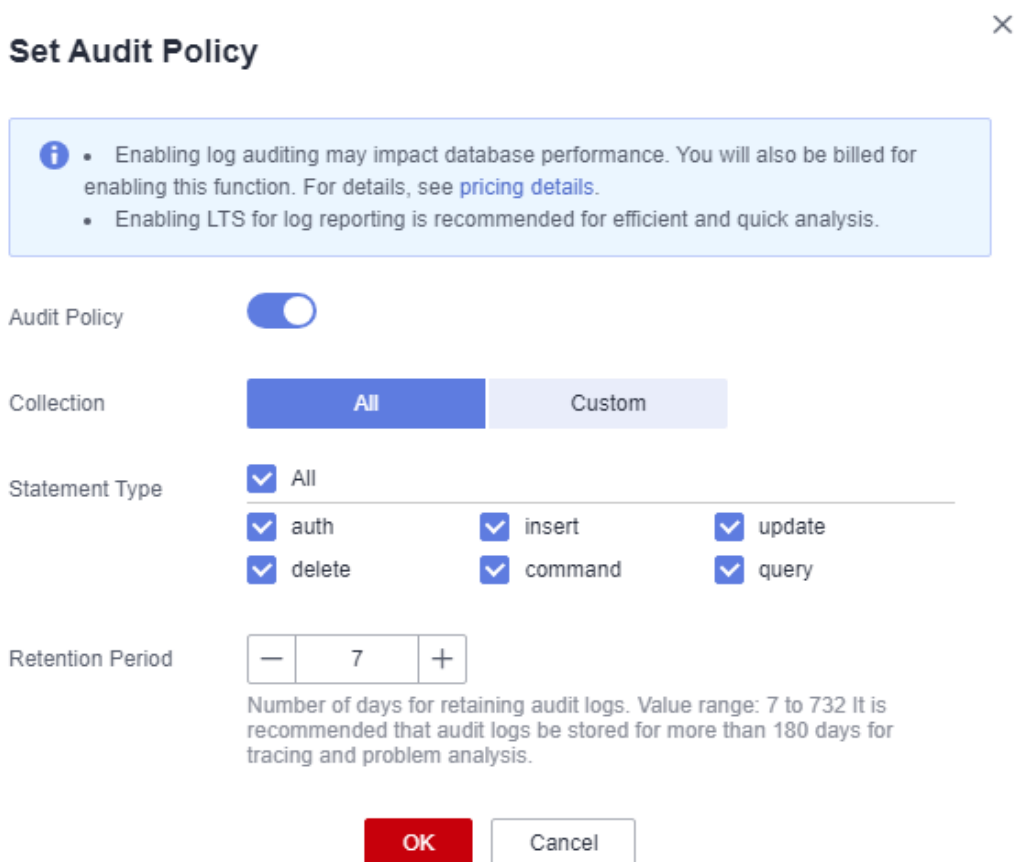 Set Audit Policy
• Enabling log auditing may impact database performance. You will also be billed for
enabling this function. For details, see pricing details.
• Enabling LTS for log reporting is recommended for efficient and quick analysis.
Audit Policy
Collection All Custom
Statement Type All
auth insert update
delete command query
Retention Period 7
Number of days for retaining audit logs. Value range: 7 to 732 It is
recommended that audit logs be stored for more than 180 days for
tracing and problem analysis.
OK Cancel